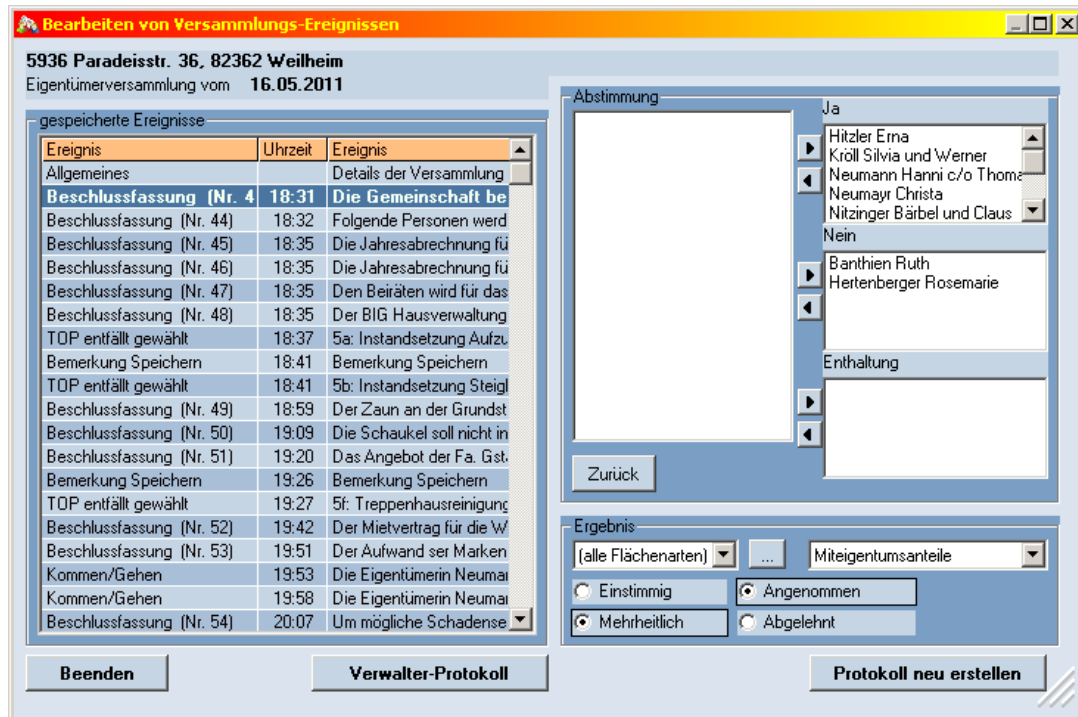 Bearbeiten von Versammlungs-Ereignissen
5936 Paradeisstr. 36, 82362 Weilheim
Eigentümerversammlung vom 16.05.2011
gespeicherte Ereignisse
Ereignis Uhrzeit Ereignis
Allgemeines Details der Versammlung
Beschlussfassung (Nr. 4 18:31 Die Gemeinschaft be
Beschlussfassung (Nr. 44) 18:32 Folgende Personen werd
Beschlussfassung (Nr. 45) 18:35 Die Jahresabrechnung fü
Beschlussfassung (Nr. 46) 18:35 Die Jahresabrechnung fü
Beschlussfassung (Nr. 47) 18:35 Den Beiräten wird für das
Beschlussfassung (Nr. 48) 18:35 Der BIG Hausverwaltung
TOP entfällt gewählt 18:37 5a: Instandsetzung Aufzu
Bemerkung Speichern 18:41 Bemerkung Speichern
TOP entfällt gewählt 18:41 5b: Instandsetzung Steigl
Beschlussfassung (Nr. 49) 18:59 Der Zaun an der Grundst
Beschlussfassung (Nr. 50) 19:09 Die Schaukel soll nicht in
Beschlussfassung (Nr. 51) 19:20 Das Angebot der Fa. Gst
Bemerkung Speichern 19:26 Bemerkung Speichern
TOP entfällt gewählt 19:27 5f: Treppenhausreinigung
Beschlussfassung (Nr. 52) 19:42 Der Mietvertrag für die W
Beschlussfassung (Nr. 53) 19:51 Der Aufwand ser Marken
Kommen/Gehen 19:53 Die Eigentümerin Neumar
Kommen/Gehen 19:58 Die Eigentümerin Neumar
Beschlussfassung (Nr. 54) 20:07 Um mögliche Schadense
Beenden
Verwalter-Protokoll
Abstimmung
Ja
Hitzler Erna
Kröll Silvia und Werner
Neumann Hanni c/o Thoma
Neumayr Christa
Nitzinger Bärbel und Claus
Nein
Banthien Ruth
Hertenberger Rosemarie
Enthaltung
Zurück
Ergebnis
(alle Flächenarten) ... Miteigentumsanteile
Einstimmig Angenommen
Mehrheitlich Abgelehnt
Protokoll neu erstellen